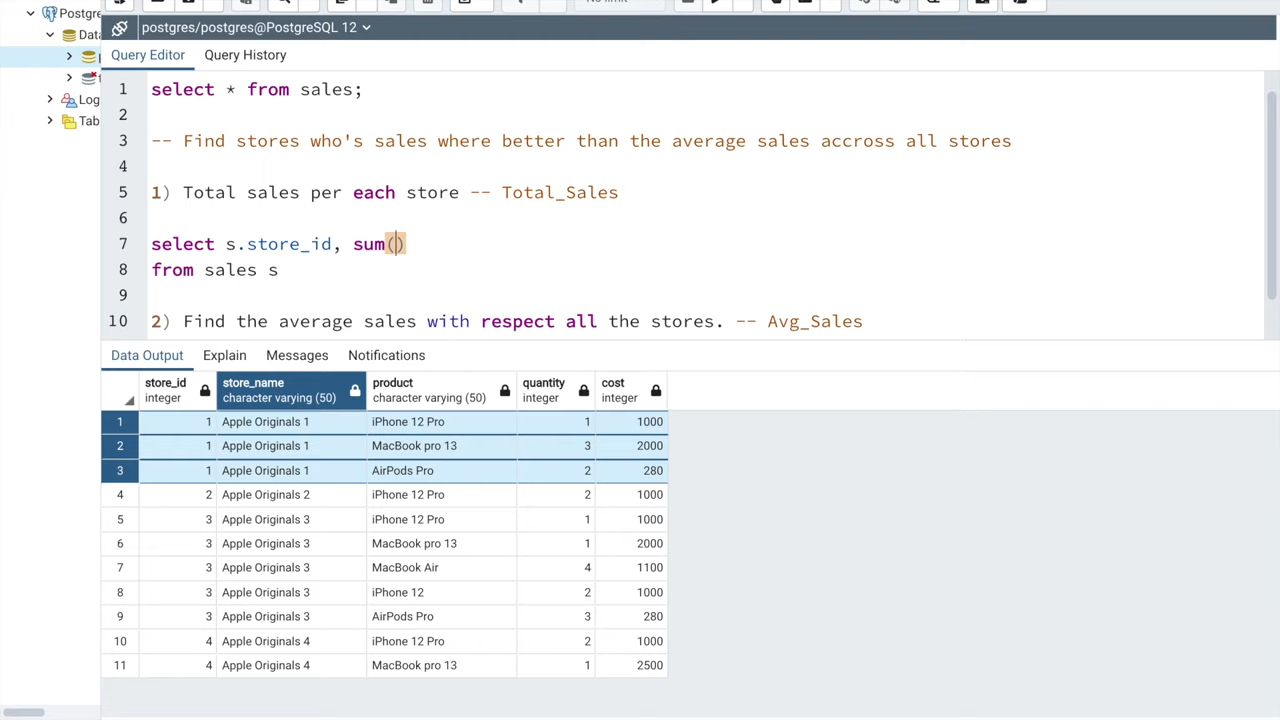 Postgre
postgres/postgres@PostgreSQL 12
Data
Query Editor Query History
Log
Tab
1 select * from sales;
2
3 -- Find stores who's sales where better than the average sales accross all stores
4
5 1) Total sales per each store -- Total_Sales
6
7 select s.store_id, sum()
8 from sales s
9
10 2) Find the average sales with respect all the stores. -- Avg_Sales
Data Output Explain Messages Notifications
store_id store_name product quantity cost
integer character varying (50) character varying (50) integer integer
1 1 Apple Originals 1 iPhone 12 Pro 1 1000
2 1 Apple Originals 1 MacBook pro 13 3 2000
3 1 Apple Originals 1 AirPods Pro 2 280
4 2 Apple Originals 2 iPhone 12 Pro 2 1000
5 3 Apple Originals 3 iPhone 12 Pro 1 1000
6 3 Apple Originals 3 MacBook pro 13 1 2000
7 3 Apple Originals 3 MacBook Air 4 1100
8 3 Apple Originals 3 iPhone 12 2 1000
9 3 Apple Originals 3 AirPods Pro 3 280
10 4 Apple Originals 4 iPhone 12 Pro 2 1000
11 4 Apple Originals 4 MacBook pro 13 1 2500